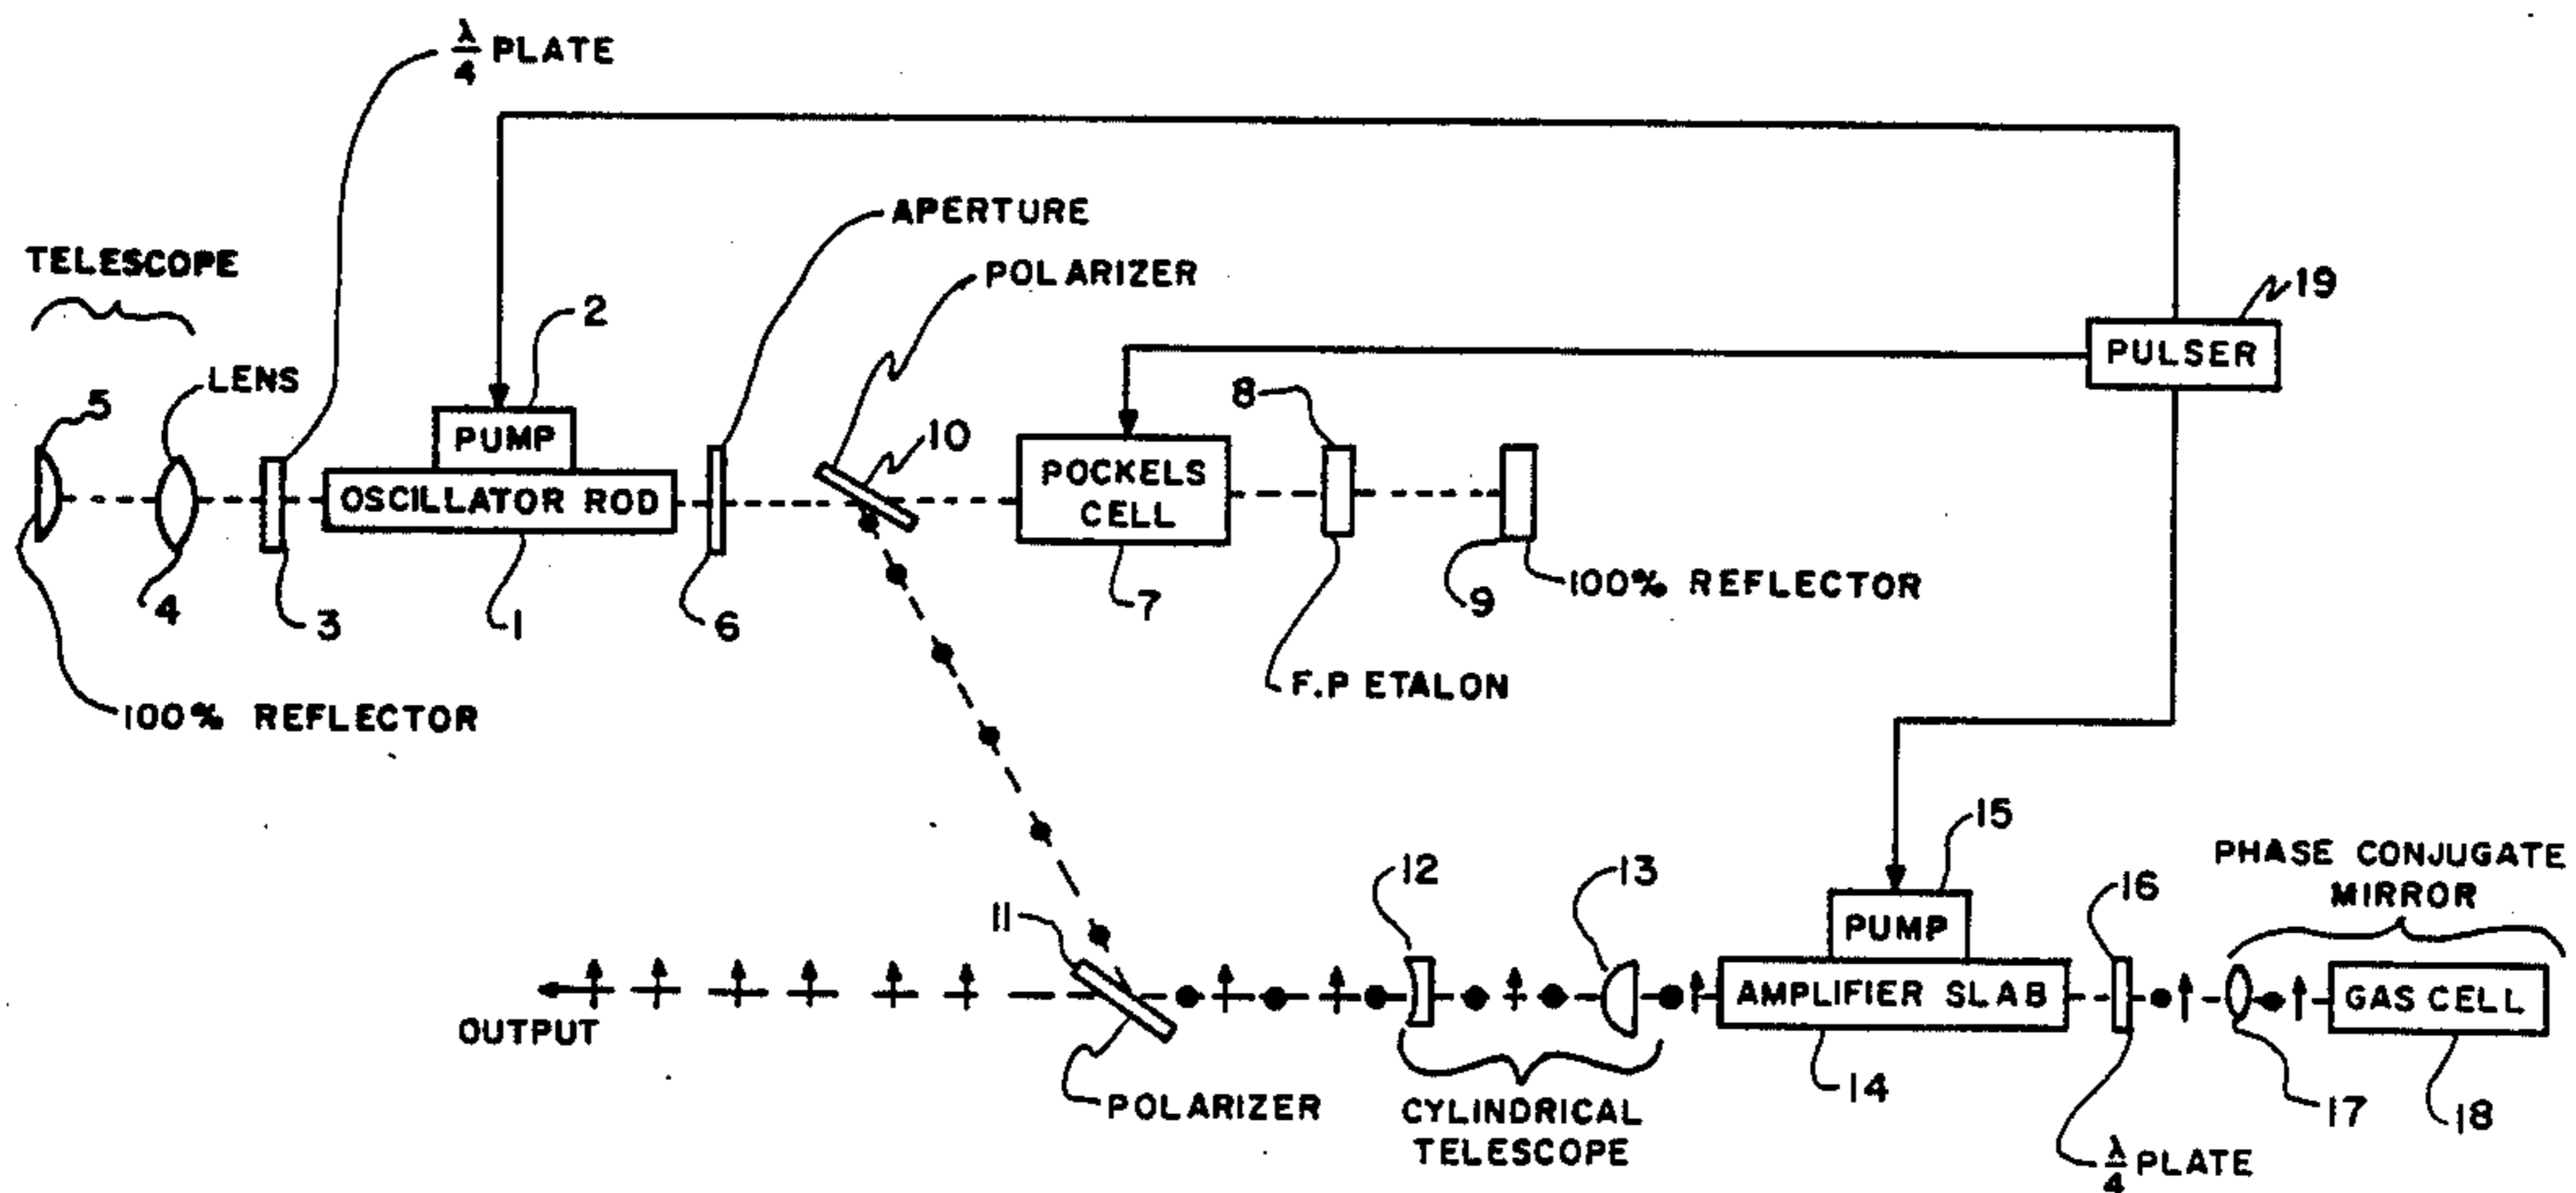 λ/4 PLATE
APERTURE
POLARIZER
TELESCOPE
2
19
LENS
PULSER
5
8
PUMP
10
OSCILLATOR ROD
POCKELS
CELL
4
3
1
6
7
9
100% REFLECTOR
F.P ETALON
100% REFLECTOR
15
PHASE CONJUGATE
MIRROR
12
13
16
11
PUMP
AMPLIFIER SLAB
GAS CELL
OUTPUT
14
17
18
POLARIZER
CYLINDRICAL
TELESCOPE
λ/4 PLATE